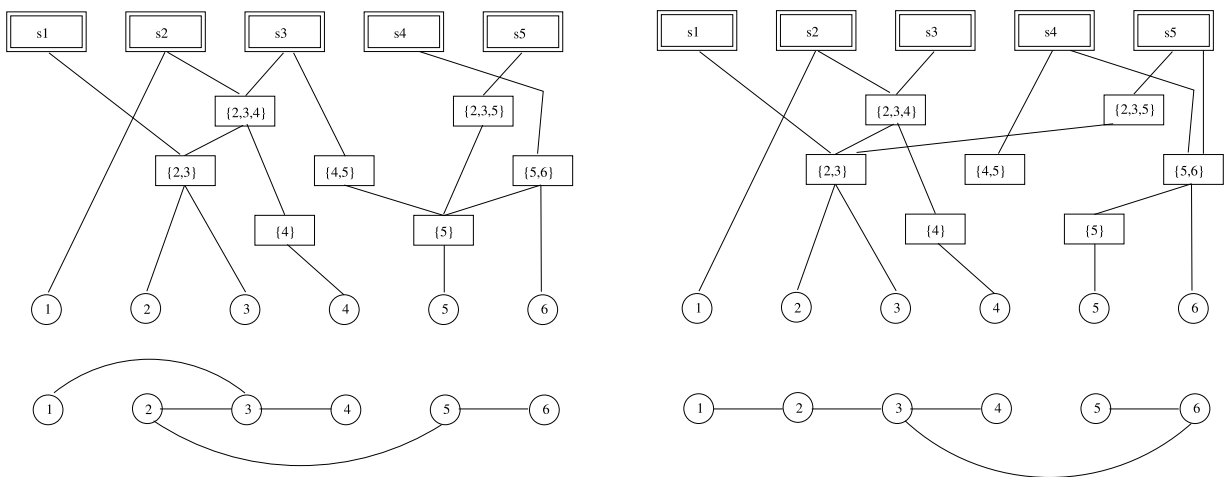 s1 s2 s3 s4 s5 s1 s2 s3 s4 s5
{2,3,4} {2,3,5} {2,3,4} {2,3,5}
{2,3} {4,5} {5,6} {2,3} {4,5} {5,6}
{4} {5} {4} {5}
1 2 3 4 5 6 1 2 3 4 5 6
1 2 3 4 5 6 1 2 3 4 5 6